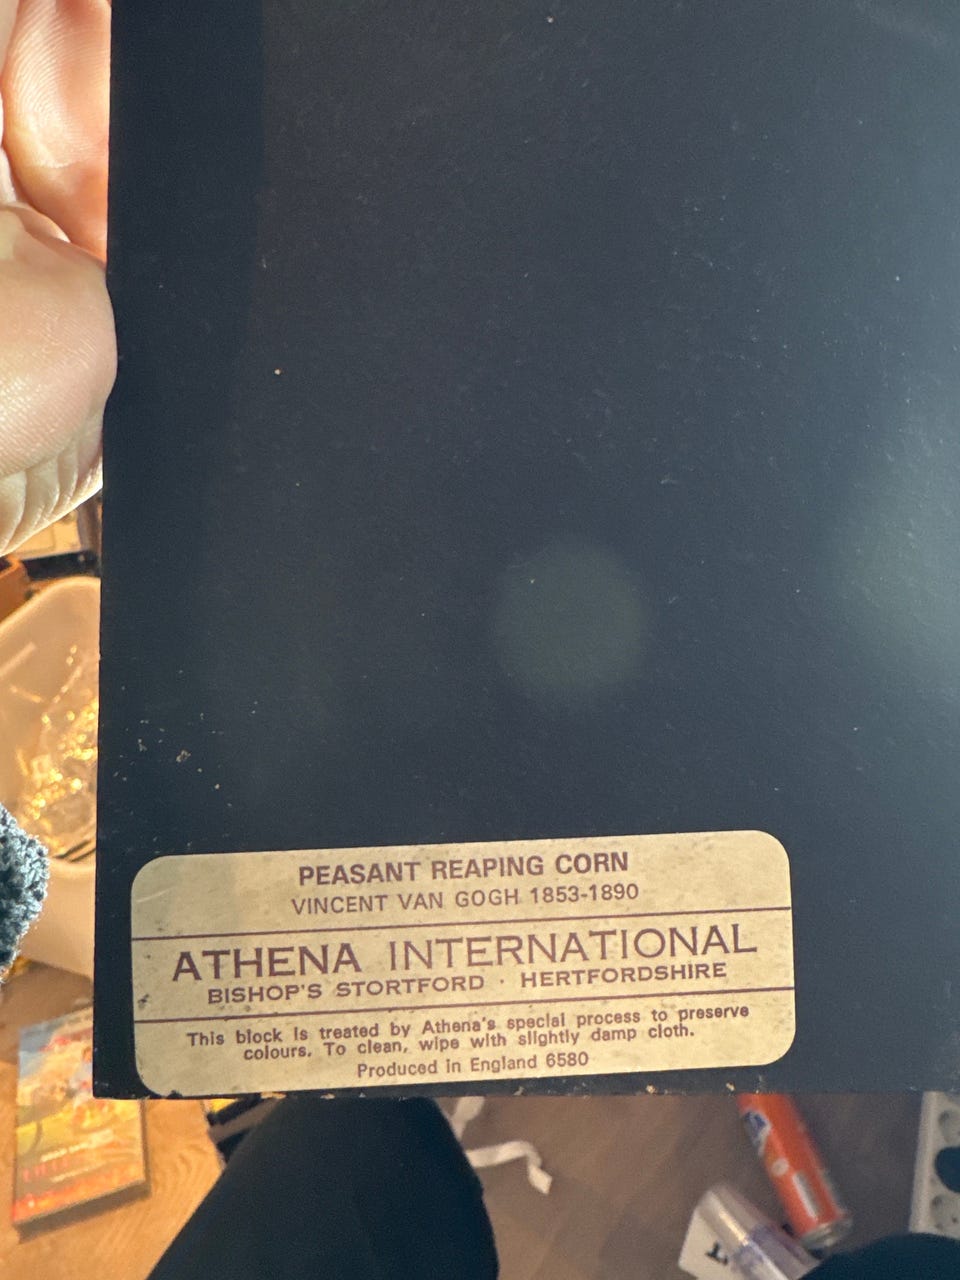 PEASANT REAPING CORN
VINCENT VAN GOGH 1853-1890
ATHENA INTERNATIONAL
BISHOP'S STORTFORD · HERTFORDSHIRE
This block is treated by Athena's special process to preserve
colours. To clean, wipe with slightly damp cloth.
Produced in England 6580